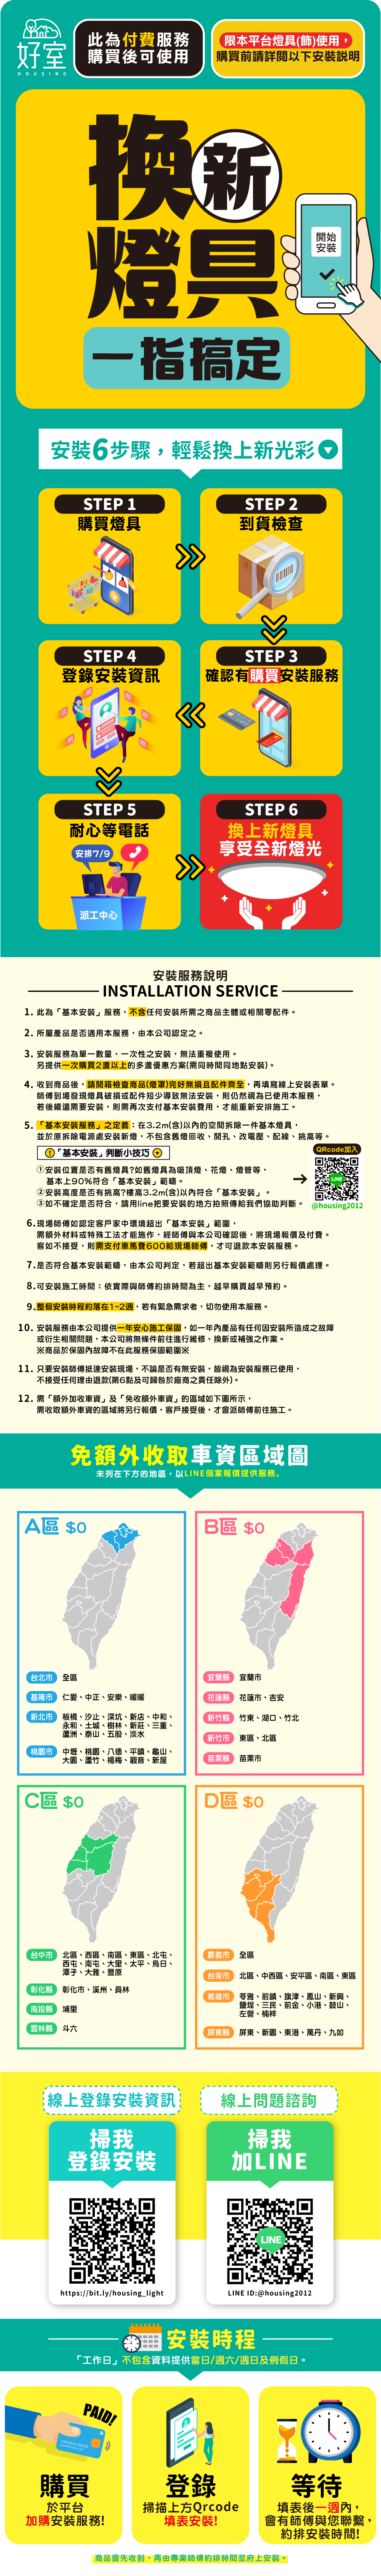 好室
HOUSING
此為付費服務
購買後可使用
限本平台燈具(飾)使用，
購買前請詳閱以下安裝說明
換新
燈具
一指搞定
開始
安裝
安裝6步驟，輕鬆換上新光彩
STEP 1
購買燈具
STEP 2
到貨檢查
STEP 4
登錄安裝資訊
STEP 3
確認有購買安裝服務
STEP 5
耐心等電話
安排7/9
派工中心
STEP 6
換上新燈具
享受全新燈光
安裝服務說明
INSTALLATION SERVICE
1. 此為「基本安裝」服務，不含任何安裝所需之商品主體或相關零配件。
2. 所屬產品是否適用本服務，由本公司認定之。
3. 安裝服務為單一數量、一次性之安裝，無法重複使用。
另提供一次購買2盞以上的多盞優惠方案(需同時間同地點安裝)。
4. 收到商品後，請開箱檢查商品(燈罩)完好無損且配件齊全，再填寫線上安裝表單。
師傅到場發現燈具破損或配件短少導致無法安裝，則仍然視為已使用本服務，
若後續還需要安裝，則需再次支付基本安裝費用，才能重新安排施工。
5. 「基本安裝服務」之定義：在3.2m(含)以內的空間拆除一件基本燈具，
並於原拆除電源處安裝新燈，不包含舊燈回收、開孔、改電壓、配線、挑高等。
「基本安裝」判斷小技巧
①安裝位置是否有舊燈具?如舊燈具為吸頂燈、花燈、燈管等，
基本上90%符合「基本安裝」範疇。
②安裝高度是否有挑高?樓高3.2m(含)以內符合「基本安裝」。
③如不確定是否符合，請用line把要安裝的地方拍照傳給我們協助判斷。
QRcode加入
LINE
@housing2012
6. 現場師傅如認定客戶家中環境超出「基本安裝」範圍，
需額外材料或特殊工法才能施作，經師傅與本公司確認後，將現場報價及付費。
客如不接受，則需支付車馬費600給現場師傅，才可退款本安裝服務。
7. 是否符合基本安裝範疇，由本公司判定，若超出基本安裝範疇則另行報價處理。
8. 可安裝施工時間：依實際與師傅約排時間為主，越早購買越早預約。
9. 整個安裝時程約落在1~2週，若有緊急需求者，切勿使用本服務。
10. 安裝服務由本公司提供一年安心施工保固，如一年內產品有任何因安裝所造成之故障
或衍生相關問題，本公司將無條件前往進行維修、換新或補強之作業。
※商品於保固內故障不在此服務保固範圍※
11. 只要安裝師傅抵達安裝現場，不論是否有無安裝，皆視為安裝服務已使用，
不接受任何理由退款(第6點及可歸咎於廠商之責任除外)。
12. 需「額外加收車資」及「免收額外車資」的區域如下圖所示，
需收取額外車資的區域將另行報價，客戶接受後，才會派師傅前往施工。
免額外收取車資區域圖
未列在下方的地區，以LINE個案報價提供服務。
A區 $0
台北市 全區
基隆市 仁愛、中正、安樂、暖暖
新北市 板橋、汐止、深坑、新店、中和、
永和、土城、樹林、新莊、三重、
蘆洲、泰山、五股、淡水
桃園市 中壢、桃園、八德、平鎮、龜山、
大園、蘆竹、楊梅、觀音、新屋
B區 $0
宜蘭縣 宜蘭市
花蓮縣 花蓮市、吉安
新竹縣 竹東、湖口、竹北
新竹市 東區、北區
苗栗縣 苗栗市
C區 $0
台中市 北區、西區、南區、東區、北屯、
西屯、南屯、大里、太平、烏日、
潭子、大雅、豐原
彰化縣 彰化市、溪州、員林
南投縣 埔里
雲林縣 斗六
D區 $0
嘉義市 全區
台南市 北區、中西區、安平區、南區、東區
高雄市 苓雅、前鎮、旗津、鳳山、新興、
鹽埕、三民、前金、小港、鼓山、
左營、楠梓
屏東縣 屏東、新園、東港、萬丹、九如
線上登錄安裝資訊
掃我
登錄安裝
https://bit.ly/housing_light
線上問題諮詢
掃我
加LINE
LINE
LINE ID:@housing2012
安裝時程
「工作日」不包含資料提供當日/週六/週日及例假日。
PAID!
購買
於平台
加購安裝服務!
登錄
掃描上方Qrcode
填表安裝!
等待
填表後一週內，
會有師傅與您聯繫，
約排安裝時間!
商品會先收到，再由專業師傅約排時間至府上安裝。